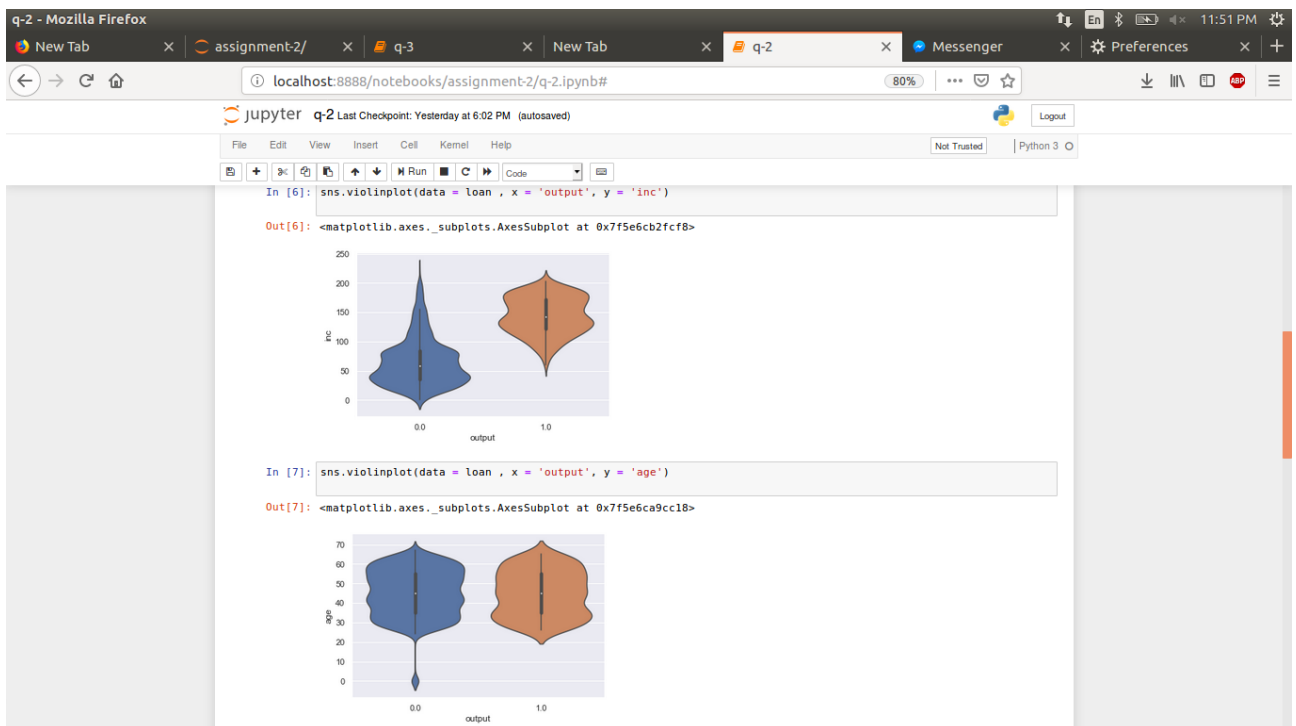 q-2 - Mozilla Firefox
En
11:51 PM
New Tab
assignment-2/
q-3
New Tab
q-2
Messenger
Preferences
localhost:8888/notebooks/assignment-2/q-2.ipynb#
80%
ABP
jupyter q-2 Last Checkpoint: Yesterday at 6:02 PM (autosaved)
Logout
File Edit View Insert Cell Kernel Help
Not Trusted
Python 3
Run
Code
In [6]: sns.violinplot(data = loan , x = 'output', y = 'inc')
Out[6]: <matplotlib.axes._subplots.AxesSubplot at 0x7f5e6cb2fcf8>
250
200
150
100
50
0
inc
0.0 1.0
output
In [7]: sns.violinplot(data = loan , x = 'output', y = 'age')
Out[7]: <matplotlib.axes._subplots.AxesSubplot at 0x7f5e6ca9cc18>
70
60
50
40
30
20
10
0
age
0.0 1.0
output